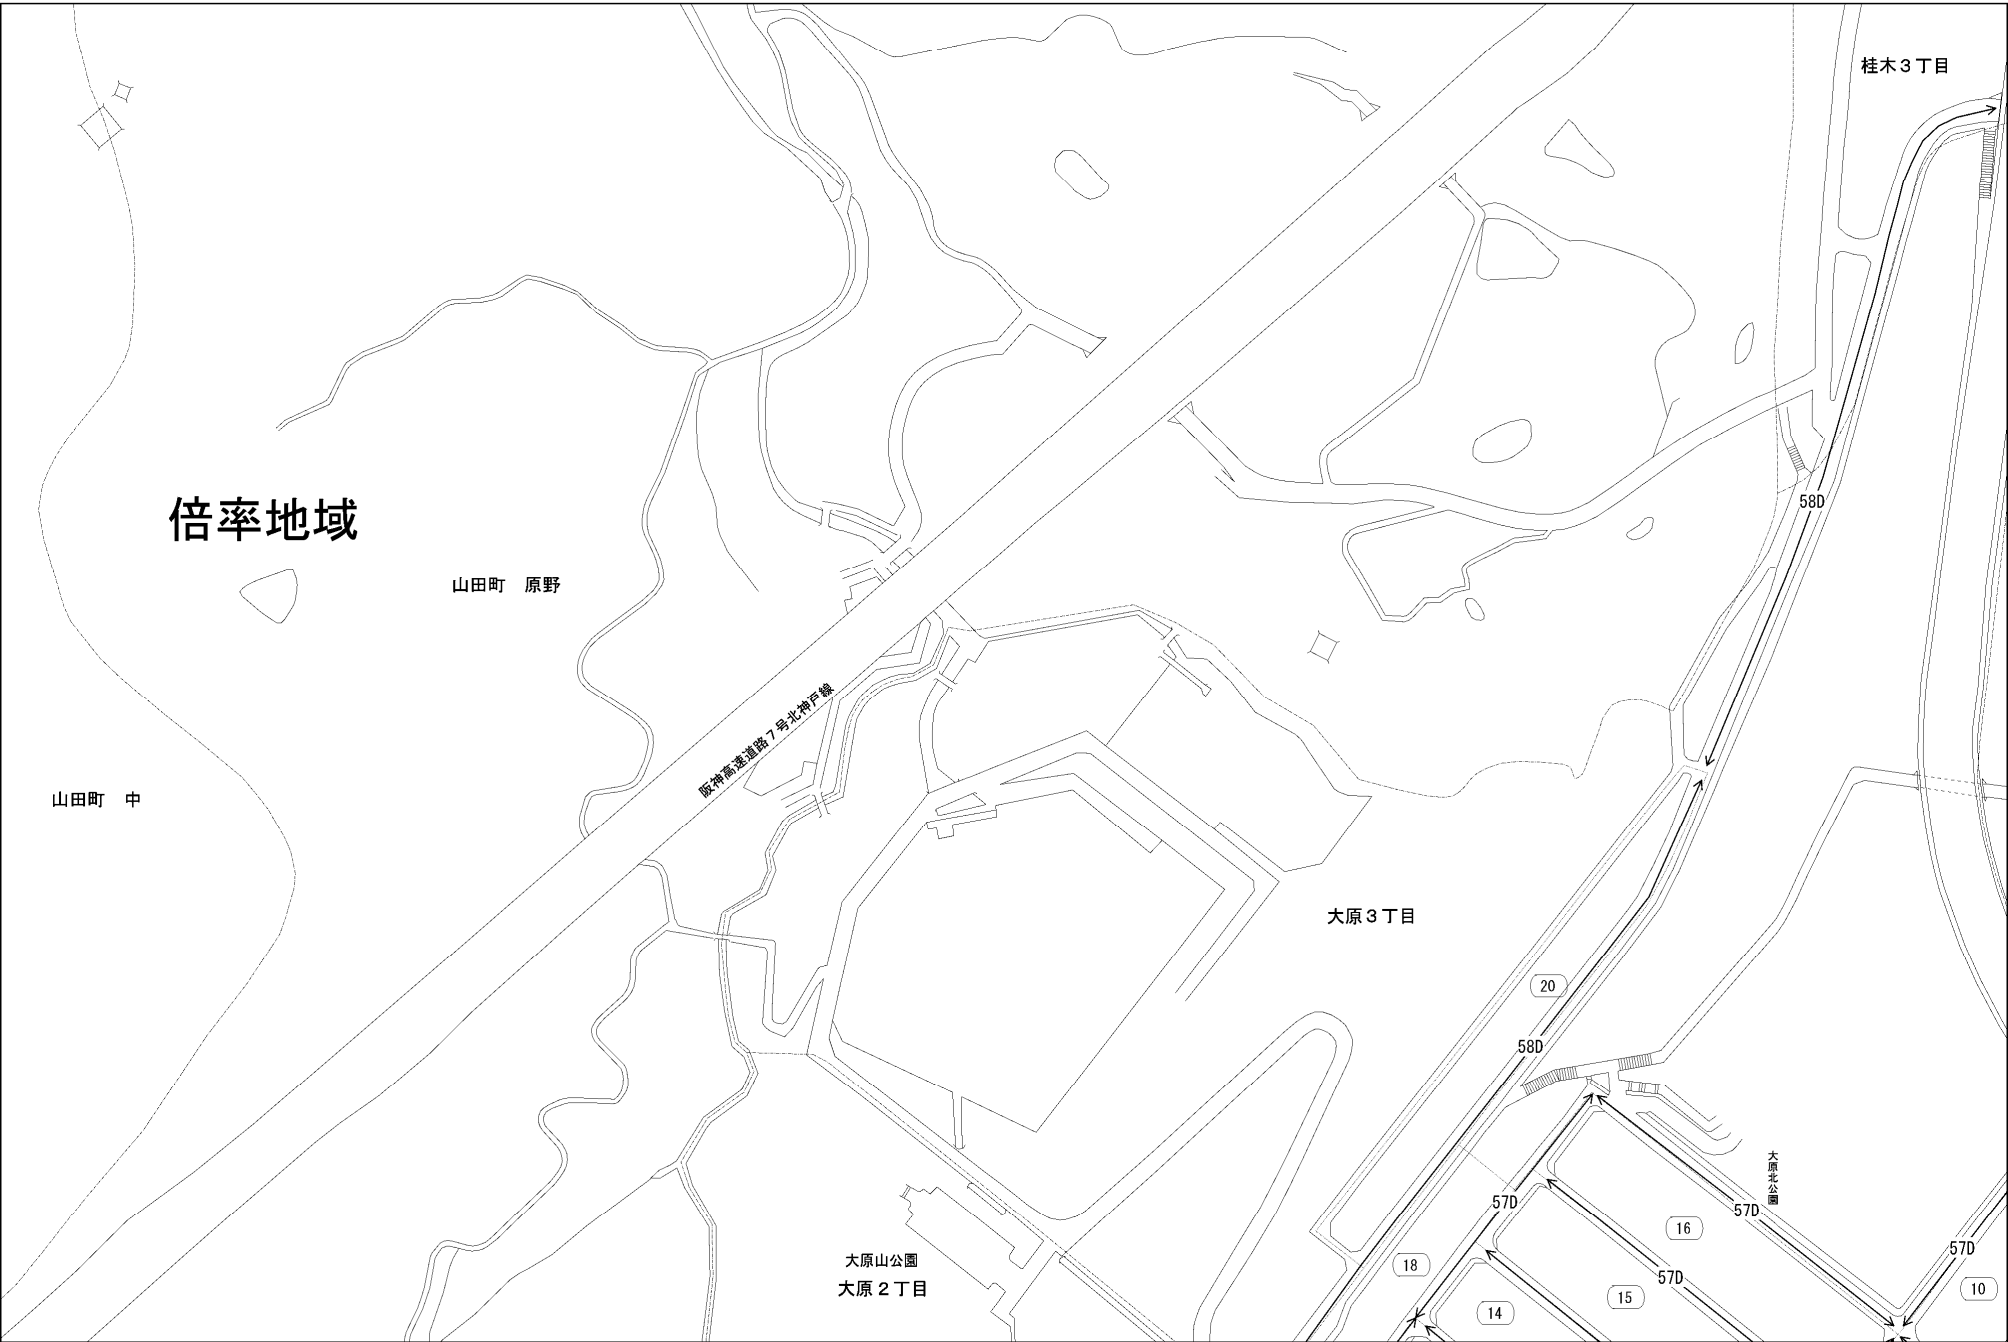 桂木３丁目
58D
倍率地域
山田町　原野
阪神高速道路７号北神戸線
山田町　中
大原３丁目
20
58D
大原北公園
57D
57D
16
57D
57D
大原山公園
18
大原２丁目
15
10
14